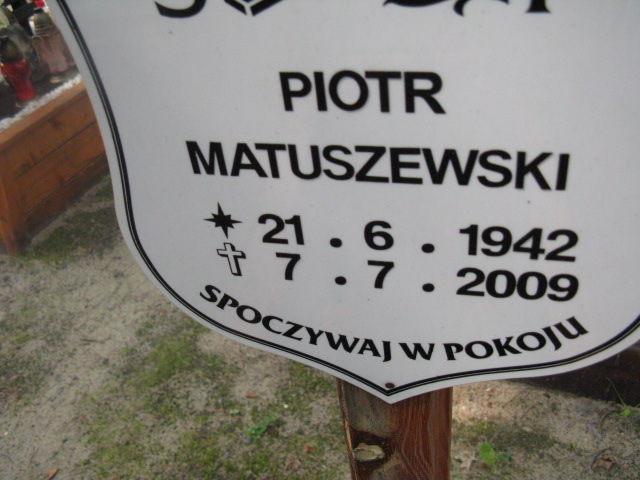 PIOTR
MATUSZEWSKI
21 . 6 . 1942
7 . 7 . 2009
SPOCZYWAJ W POKOJU